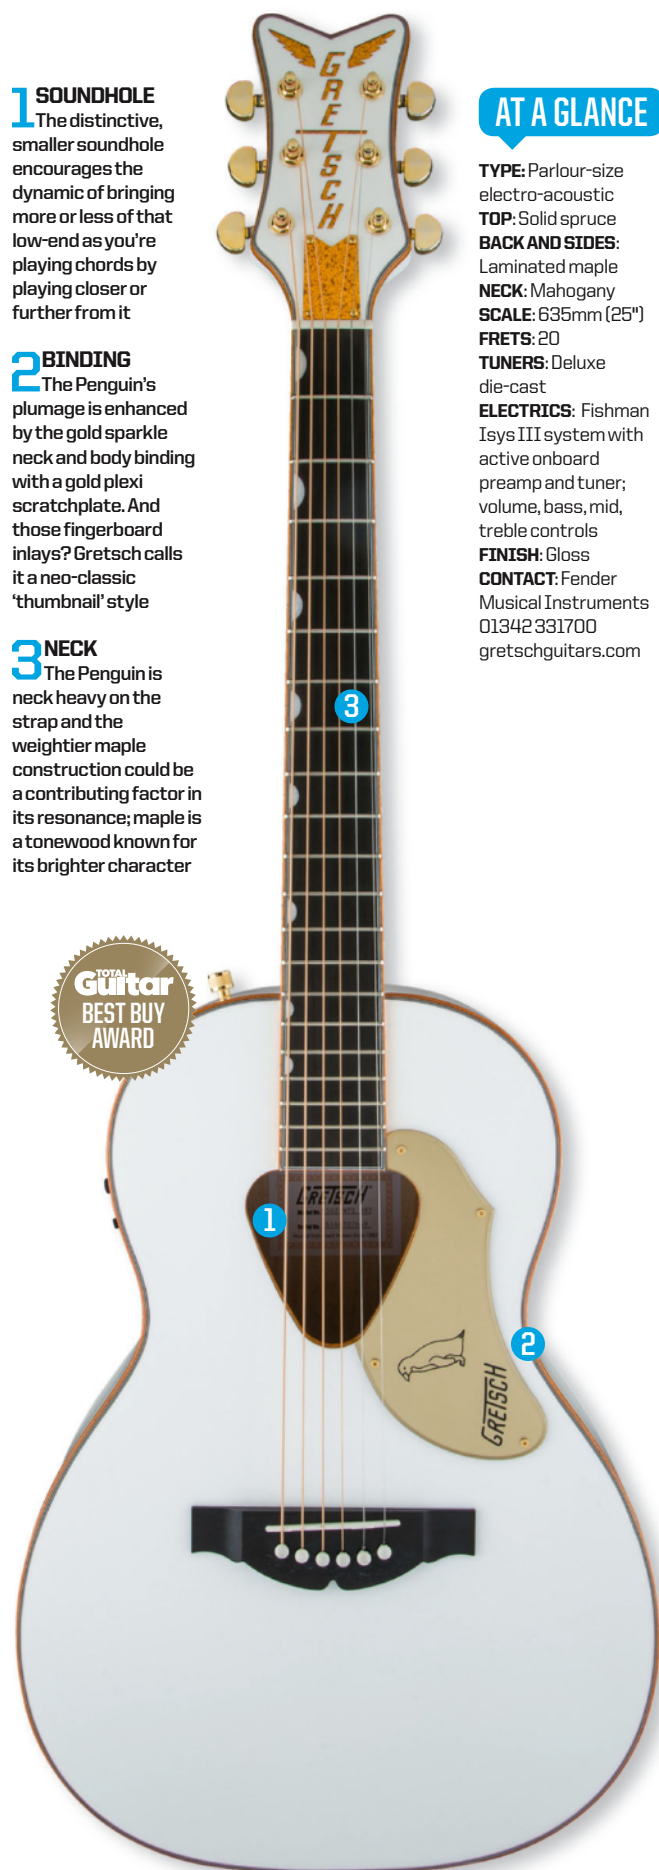 1 SOUNDHOLE
The distinctive,
smaller soundhole
encourages the
dynamic of bringing
more or less of that
low-end as you're
playing chords by
playing closer or
further from it
2 BINDING
The Penguin's
plumage is enhanced
by the gold sparkle
neck and body binding
with a gold plexi
scratchplate. And
those fingerboard
inlays? Gretsch calls
it a neo-classic
'thumbnail' style
3 NECK
The Penguin is
neck heavy on the
strap and the
weightier maple
construction could be
a contributing factor in
its resonance; maple is
a tonewood known for
its brighter character
TOTAL
Guitar
BEST BUY
AWARD
GRETSCH
3
GRETSCH
1
2
GRETSCH
AT A GLANCE
TYPE: Parlour-size
electro-acoustic
TOP: Solid spruce
BACK AND SIDES:
Laminated maple
NECK: Mahogany
SCALE: 635mm (25")
FRETS: 20
TUNERS: Deluxe
die-cast
ELECTRICS: Fishman
Isys III system with
active onboard
preamp and tuner;
volume, bass, mid,
treble controls
FINISH: Gloss
CONTACT: Fender
Musical Instruments
01342 331700
gretschguitars.com